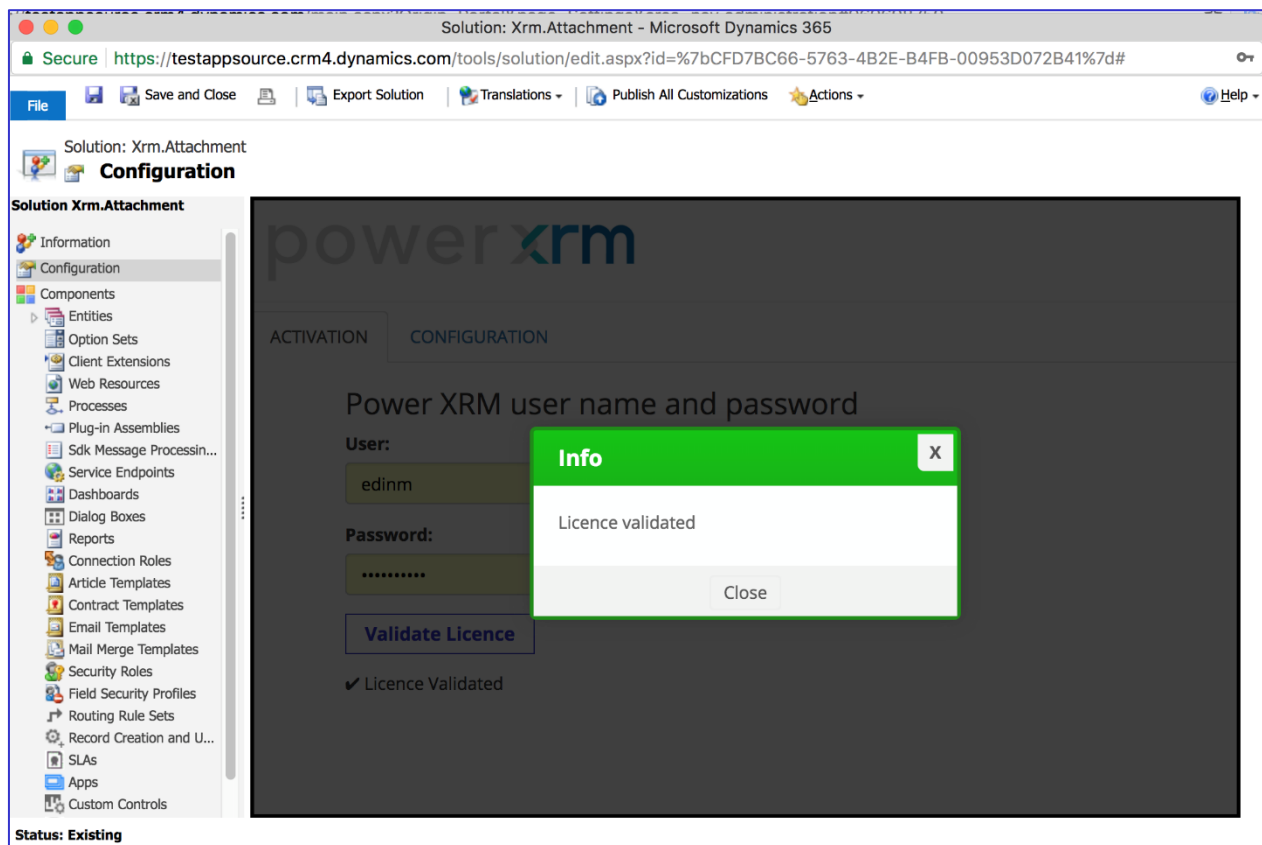 Solution: Xrm.Attachment - Microsoft Dynamics 365
Secure https://testappsource.crm4.dynamics.com/tools/solution/edit.aspx?id=%7bCFD7BC66-5763-4B2E-B4FB-00953D072B41%7d#
File Save and Close Export Solution Translations Publish All Customizations Actions Help
Solution: Xrm.Attachment
Configuration
Solution Xrm.Attachment
Information
Configuration
Components
Entities
Option Sets
Client Extensions
Web Resources
Processes
Plug-in Assemblies
Sdk Message Processin...
Service Endpoints
Dashboards
Dialog Boxes
Reports
Connection Roles
Article Templates
Contract Templates
Email Templates
Mail Merge Templates
Security Roles
Field Security Profiles
Routing Rule Sets
Record Creation and U...
SLAs
Apps
Custom Controls
Status: Existing
power xrm
ACTIVATION CONFIGURATION
Power XRM user name and password
User:
edinm
Password:
••••••••••
Validate Licence
✔ Licence Validated
Info X
Licence validated
Close